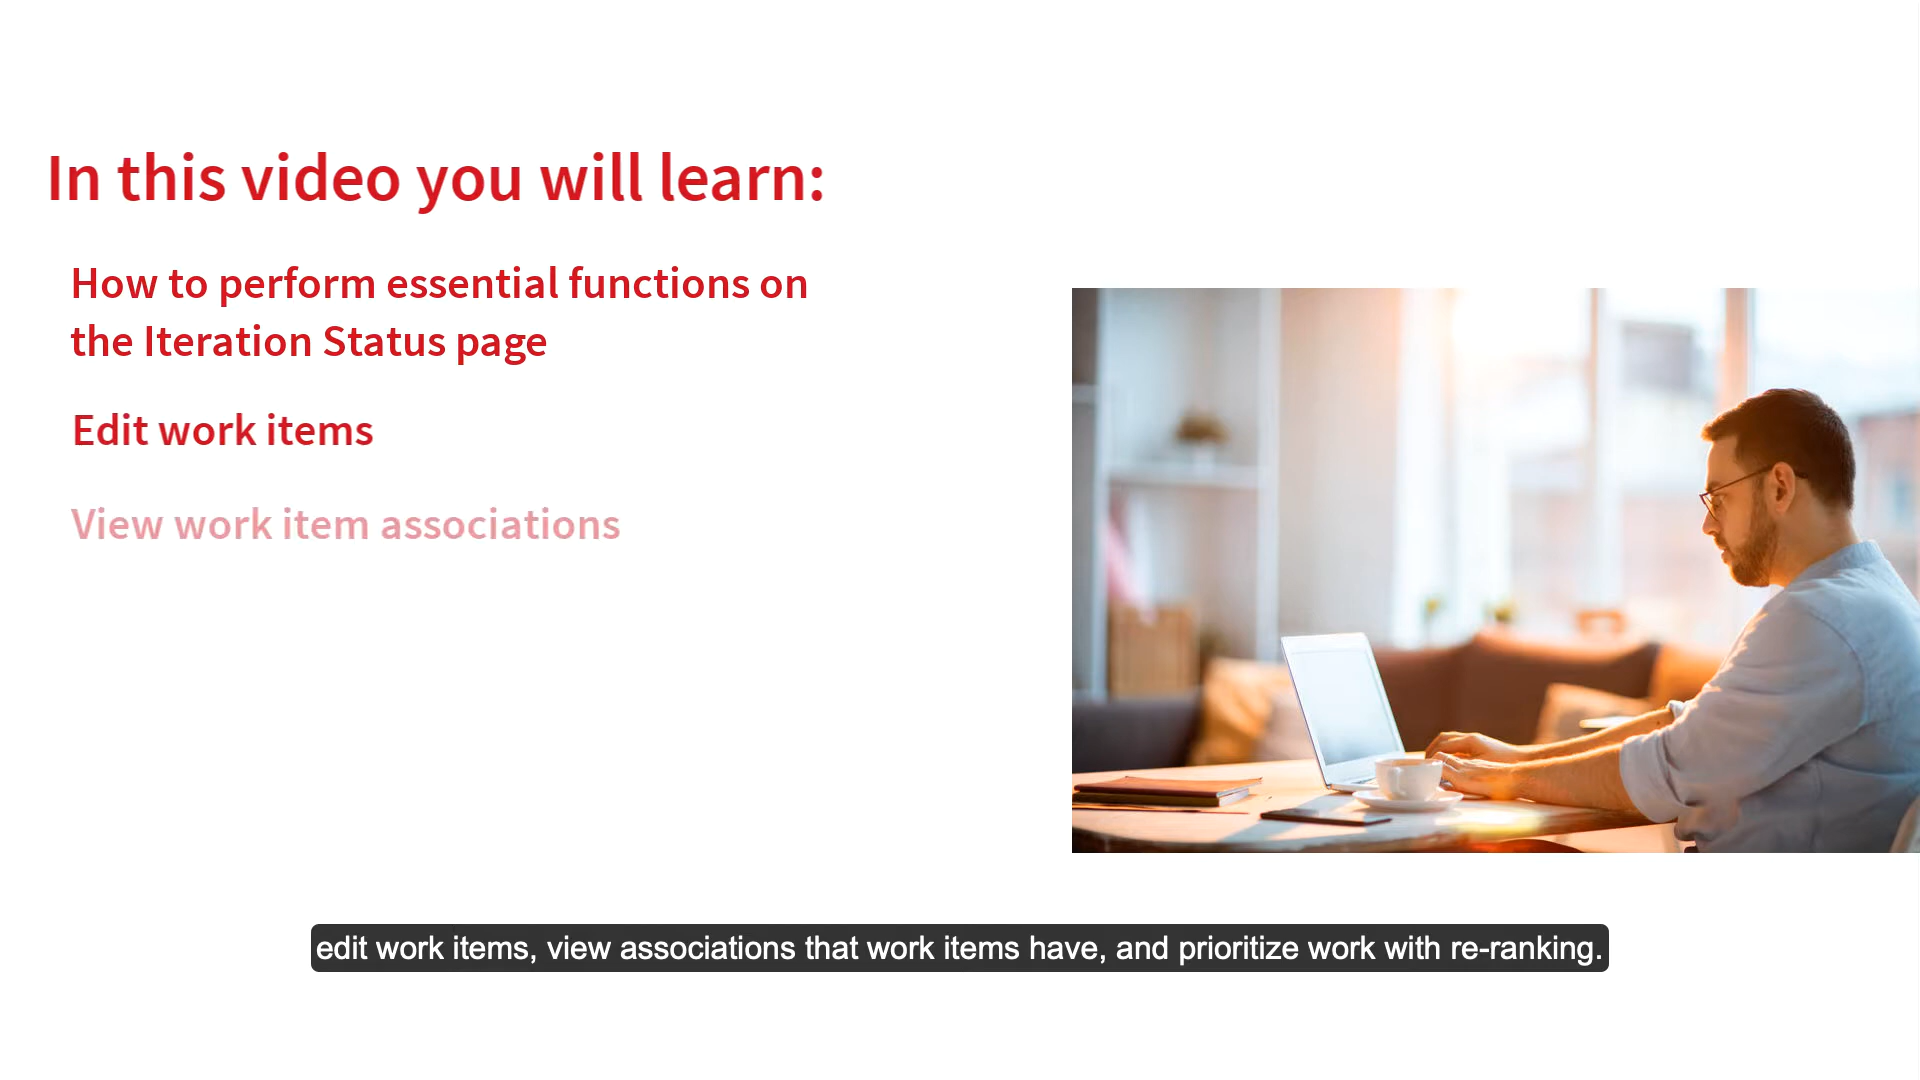 In this video you will learn:
How to perform essential functions on
the Iteration Status page
Edit work items
View work item associations
edit work items, view associations that work items have, and prioritize work with re-ranking.